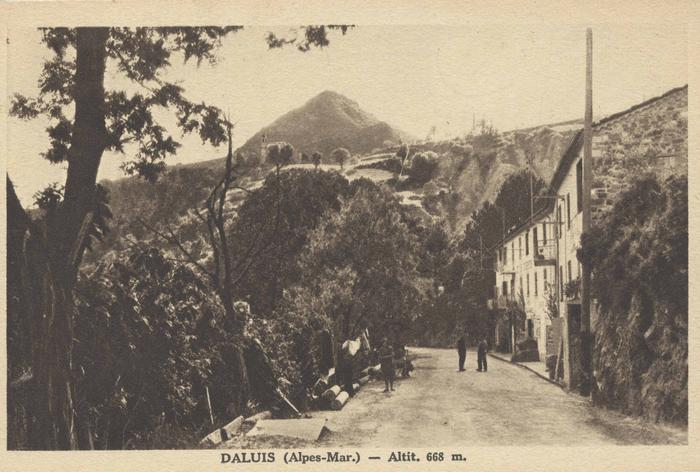 DALUIS (Alpes-Mar.) — Altit. 668 m.